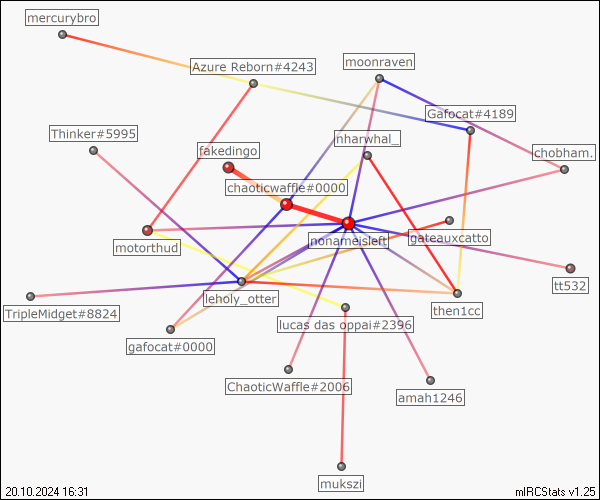 mercurybro
Azure Reborn#4243
moonraven
Gafocat#4189
Thinker#5995
nharwhal_
fakedingo
chobham.
chaoticwaffle#0000
gateauxcatto
motorthud
nonameisleft
tt532
leholy_otter
TripleMidget#8824
then1cc
lucas das oppai#2396
gafocat#0000
ChaoticWaffle#2006
amah1246
mukszi
20.10.2024 16:31
mIRCStats v1.25